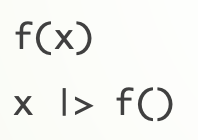 f(x)
x |> f()